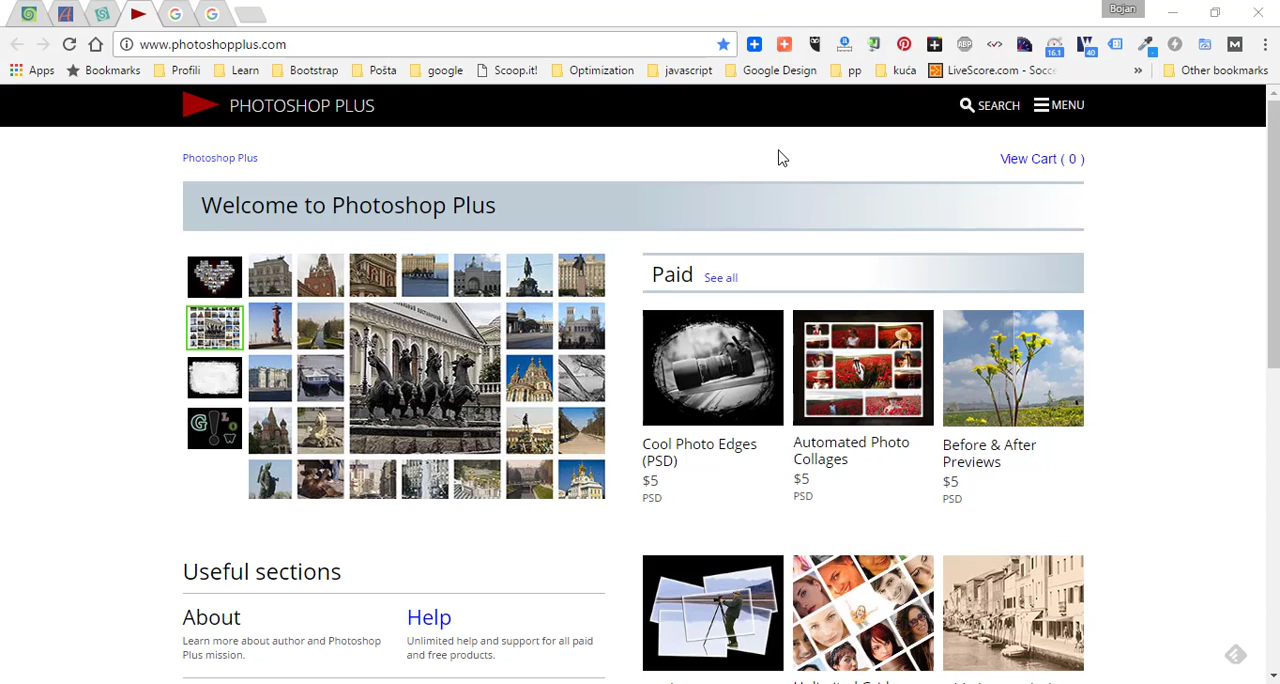 Bojan
www.photoshopplus.com
16.1
40
Apps
Bookmarks
Profili
Learn
Bootstrap
Pošta
google
Scoop.it!
Optimization
javascript
Google Design
pp
kuća
LiveScore.com - Socce
»
Other bookmarks
PHOTOSHOP PLUS
SEARCH
MENU
Photoshop Plus
View Cart ( 0 )
Welcome to Photoshop Plus
Paid See all
Cool Photo Edges
(PSD)
$5
PSD
Automated Photo
Collages
$5
PSD
Before & After
Previews
$5
PSD
Useful sections
About
Learn more about author and Photoshop
Plus mission.
Help
Unlimited help and support for all paid
and free products.